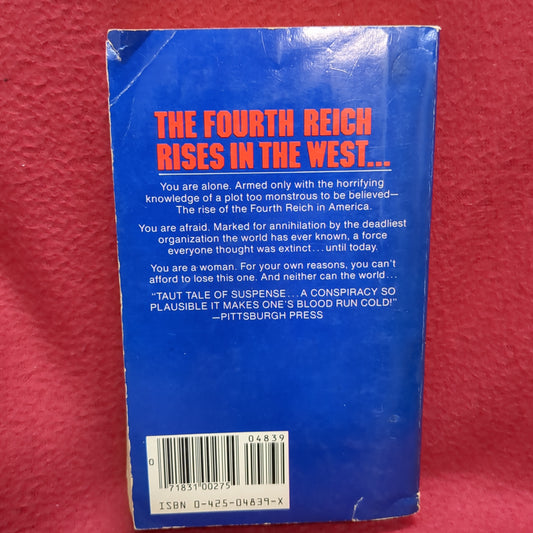 THE FOURTH REICH
RISES IN THE WEST...
You are alone. Armed only with the horrifying
knowledge of a plot too monstrous to be believed—
The rise of the Fourth Reich in America.
You are afraid. Marked for annihilation by the deadliest
organization the world has ever known, a force
everyone thought was extinct...until today.
You are a woman. For your own reasons, you can't
afford to lose this one. And neither can the world...
"TAUT TALE OF SUSPENSE...A CONSPIRACY SO
PLAUSIBLE IT MAKES ONE'S BLOOD RUN COLD!"
—PITTSBURGH PRESS
04839
0
71831 00275
ISBN 0-425-04839-X